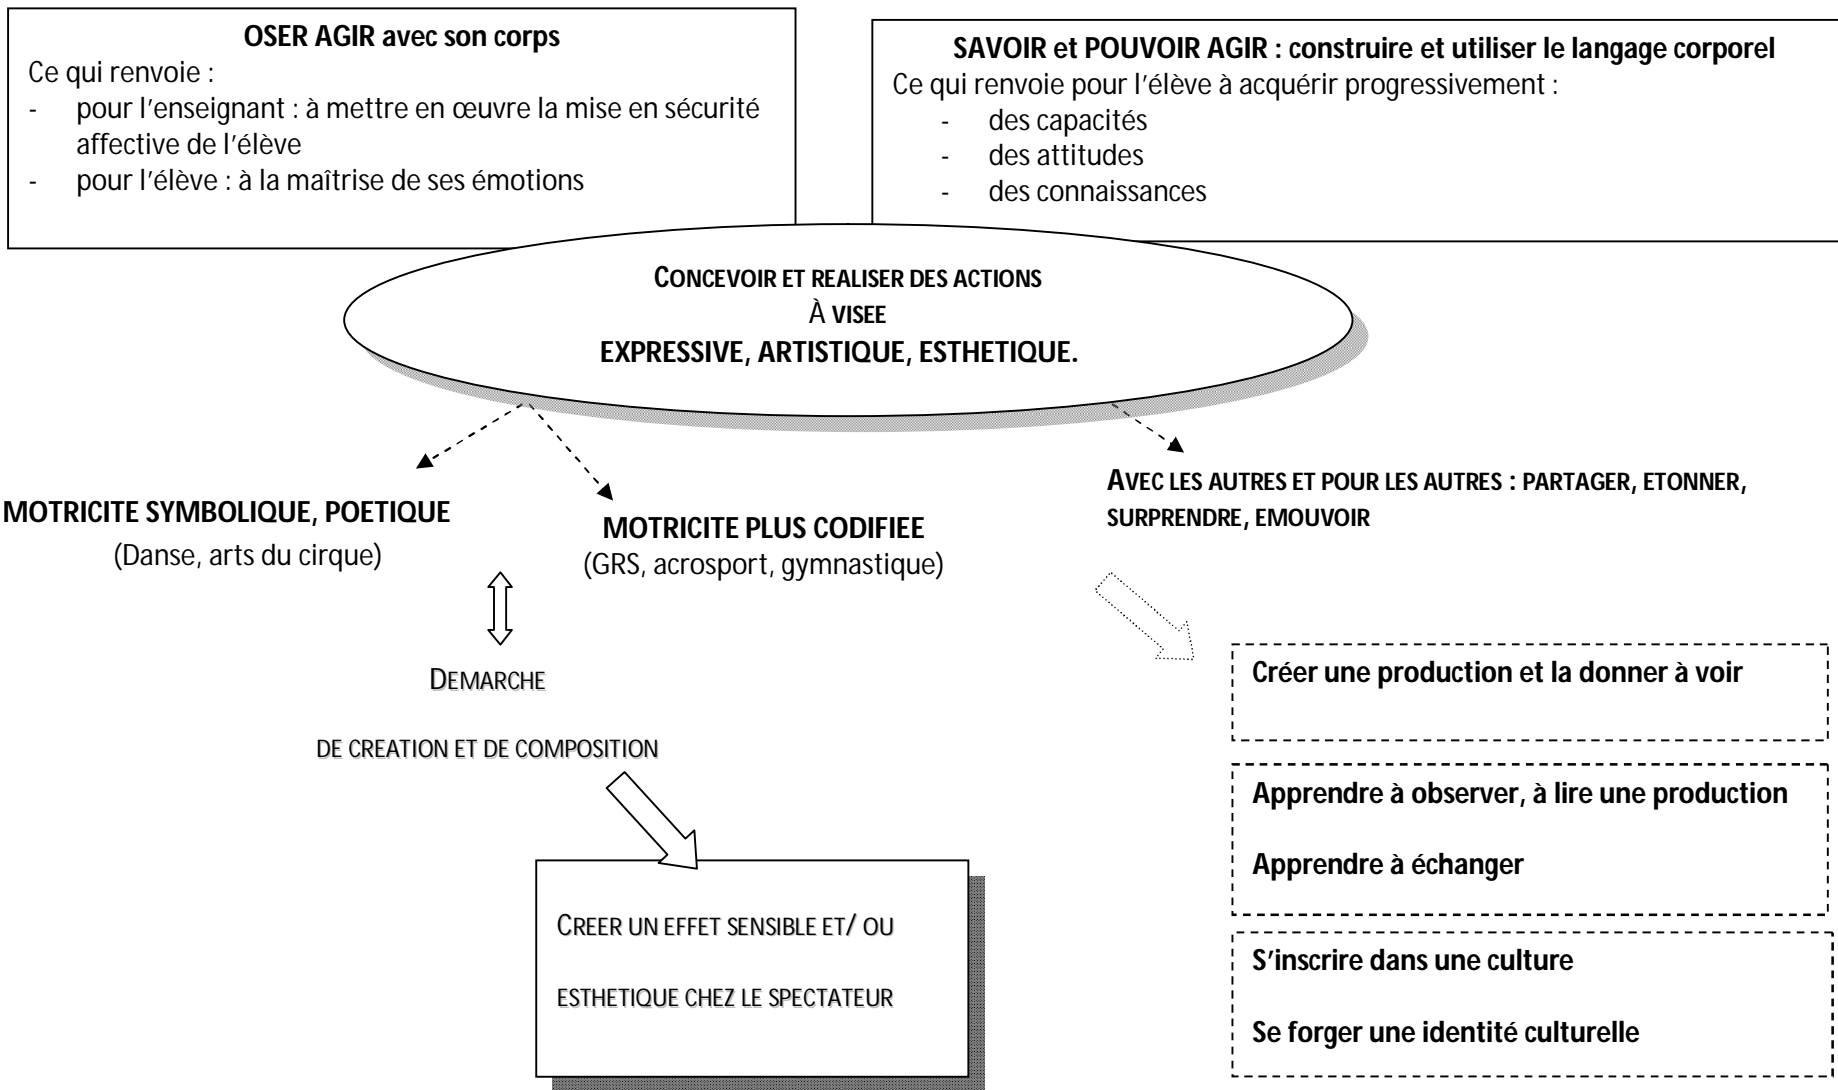 OSER AGIR avec son corps
Ce qui renvoie :
- pour l'enseignant : à mettre en œuvre la mise en sécurité
affective de l'élève
- pour l'élève : à la maîtrise de ses émotions
SAVOIR et POUVOIR AGIR : construire et utiliser le langage corporel
Ce qui renvoie pour l'élève à acquérir progressivement :
- des capacités
- des attitudes
- des connaissances
CONCEVOIR ET REALISER DES ACTIONS
À VISEE
EXPRESSIVE, ARTISTIQUE, ESTHETIQUE.
MOTRICITE SYMBOLIQUE, POETIQUE
(Danse, arts du cirque)
MOTRICITE PLUS CODIFIEE
(GRS, acrosport, gymnastique)
AVEC LES AUTRES ET POUR LES AUTRES : PARTAGER, ETONNER,
SURPRENDRE, EMOUVOIR
DEMARCHE
DE CREATION ET DE COMPOSITION
CREER UN EFFET SENSIBLE ET/ OU
ESTHETIQUE CHEZ LE SPECTATEUR
Créer une production et la donner à voir
Apprendre à observer, à lire une production
Apprendre à échanger
S'inscrire dans une culture
Se forger une identité culturelle